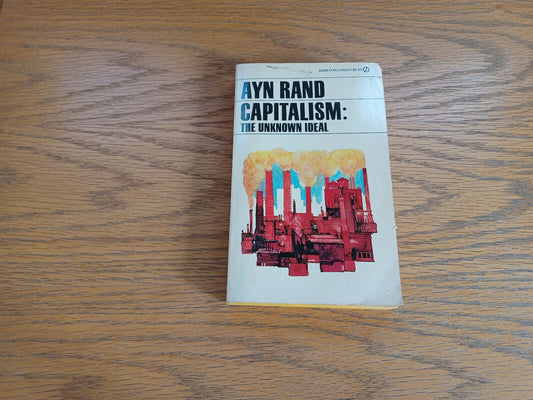 AYN RAND
CAPITALISM:
THE UNKNOWN IDEAL